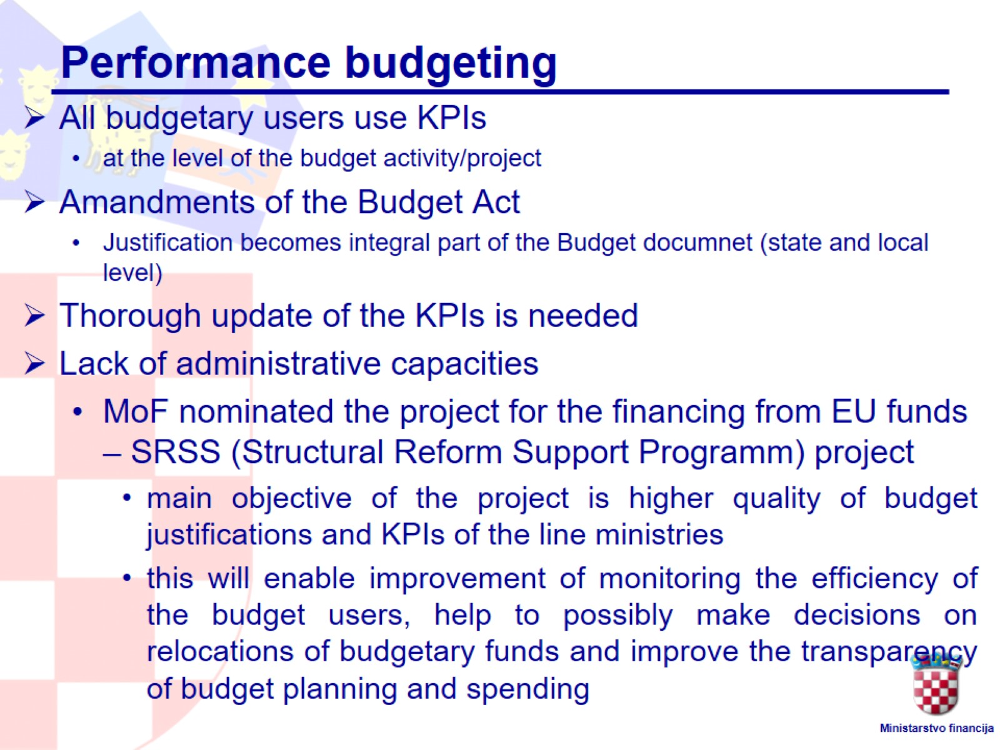 Performance budgeting
➢ All budgetary users use KPIs
• at the level of the budget activity/project
➢ Amandments of the Budget Act
• Justification becomes integral part of the Budget documnet (state and local
level)
➢ Thorough update of the KPIs is needed
➢ Lack of administrative capacities
• MoF nominated the project for the financing from EU funds
– SRSS (Structural Reform Support Programm) project
• main objective of the project is higher quality of budget
justifications and KPIs of the line ministries
• this will enable improvement of monitoring the efficiency of
the budget users, help to possibly make decisions on
relocations of budgetary funds and improve the transparency
of budget planning and spending
Ministarstvo financija